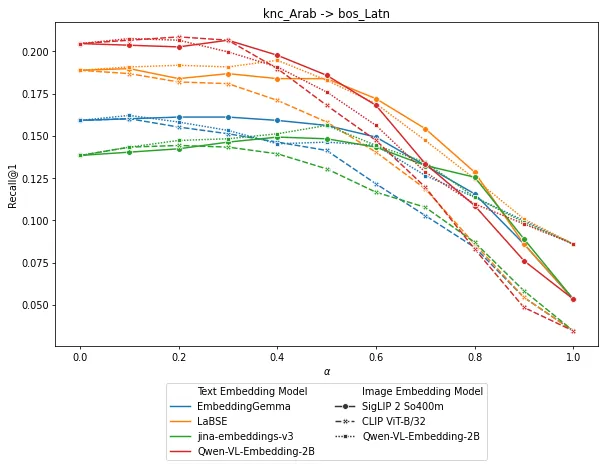 knc_Arab -> bos_Latn
Recall@1
0.200
0.175
0.150
0.125
0.100
0.075
0.050
0.0 0.2 0.4 0.6 0.8 1.0
α
Text Embedding Model
EmbeddingGemma
LaBSE
jina-embeddings-v3
Qwen-VL-Embedding-2B
Image Embedding Model
SigLIP 2 So400m
CLIP ViT-B/32
Qwen-VL-Embedding-2B